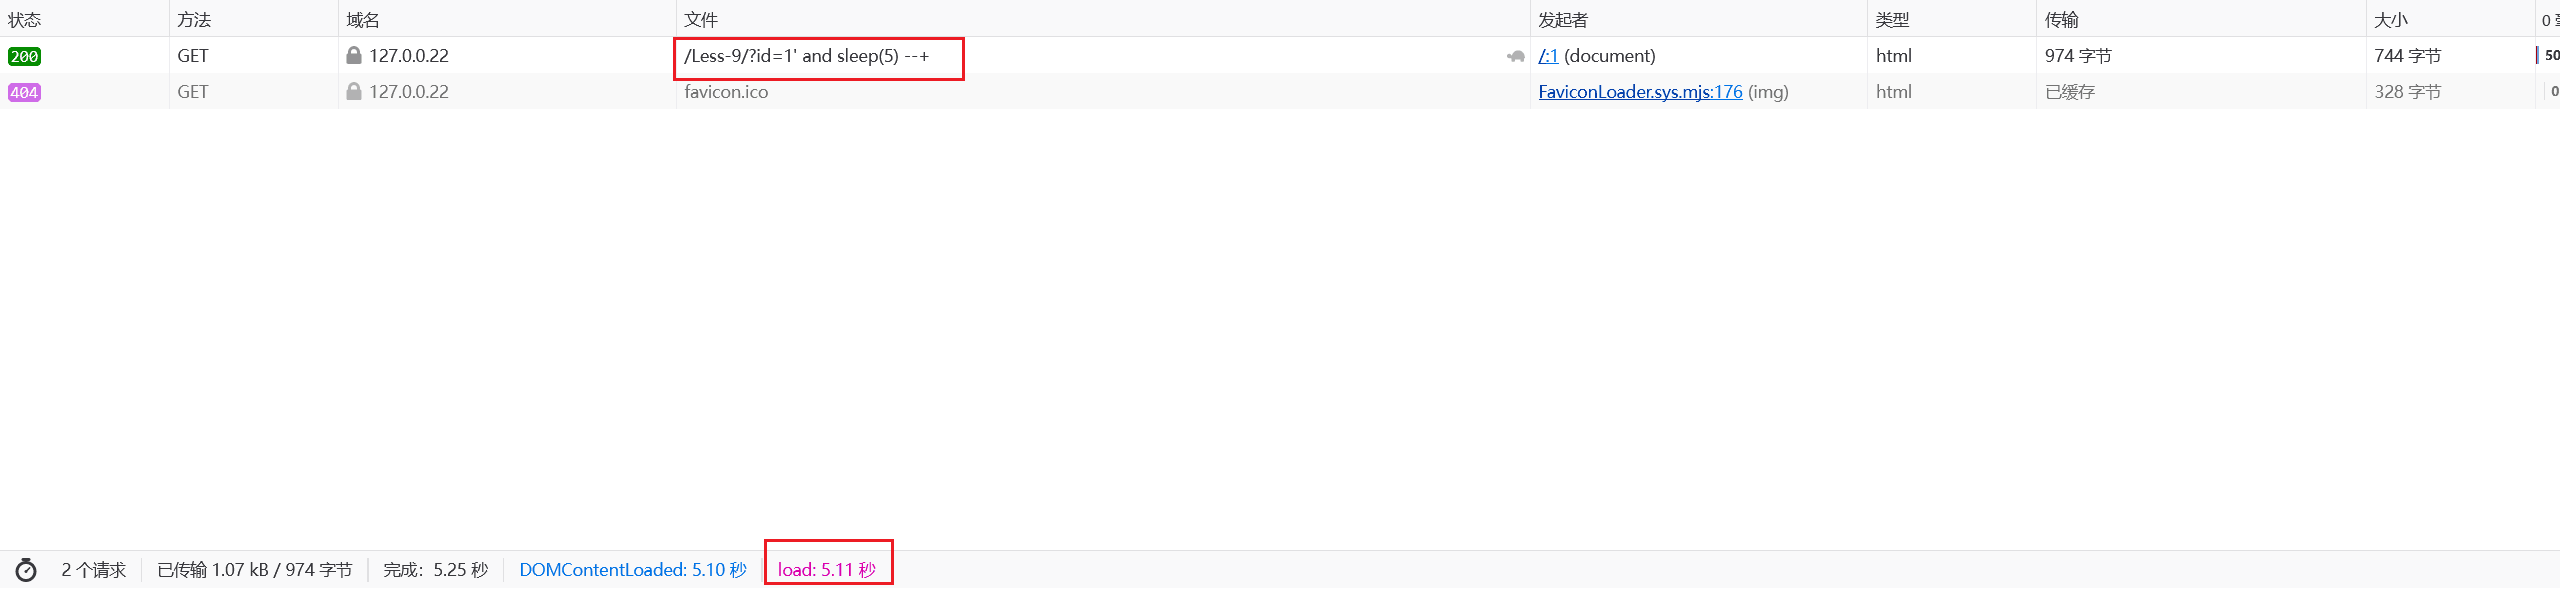 状态 方法 域名 文件 发起者 类型 传输 大小 0
200 GET 127.0.0.22 /Less-9/?id=1' and sleep(5) --+ /:1 (document) html 974 字节 744 字节 50
404 GET 127.0.0.22 favicon.ico FaviconLoader.sys.mjs:176 (img) html 已缓存 328 字节 0
2 个请求 已传输 1.07 kB / 974 字节 完成：5.25 秒 DOMContentLoaded: 5.10 秒 load: 5.11 秒